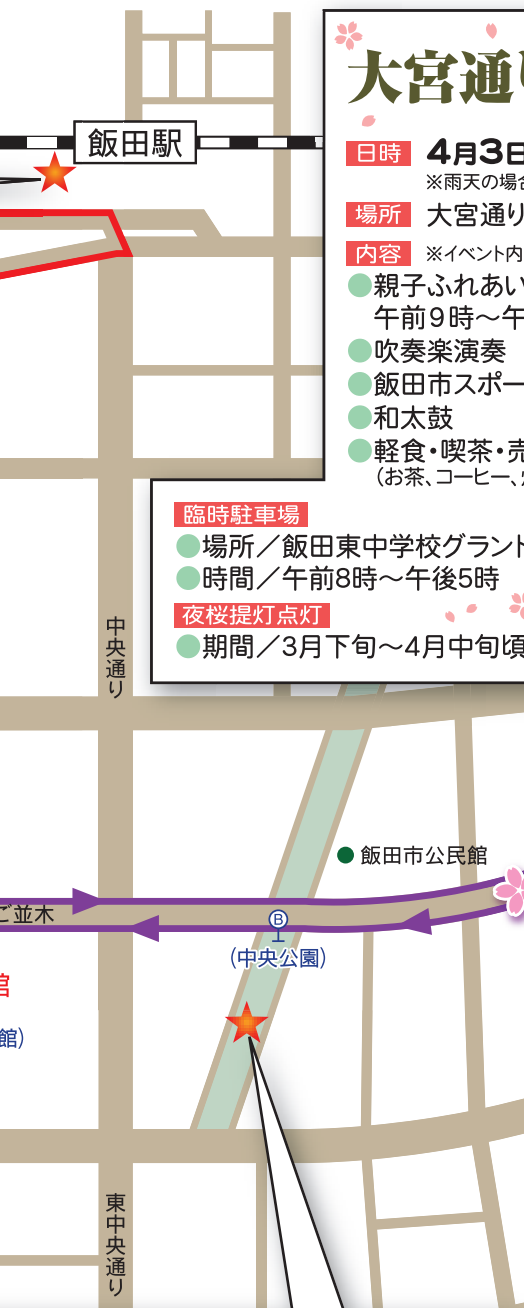 飯田駅
大宮通り
日時 4月3日
※雨天の場合
場所 大宮通り
内容 ※イベント内
●親子ふれあい
午前9時～午
●吹奏楽演奏
●飯田市スポー
●和太鼓
●軽食・喫茶・売
（お茶、コーヒー、
臨時駐車場
●場所／飯田東中学校グランド
●時間／午前8時～午後5時
夜桜提灯点灯
●期間／3月下旬～4月中旬頃
中央通り
飯田市公民館
ご並木
B
（中央公園）
館
館）
東中央通り